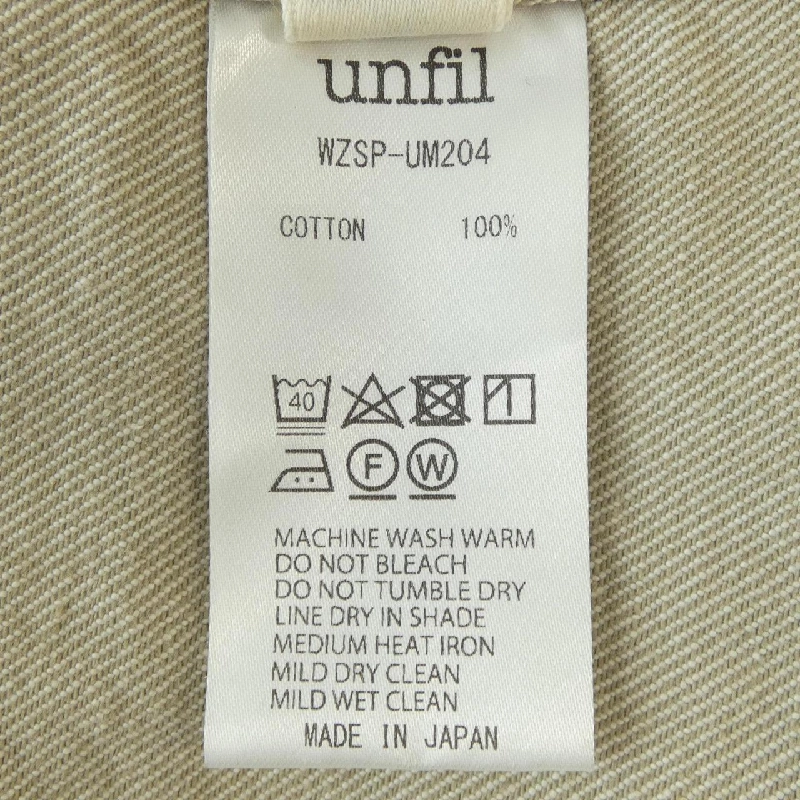 unfil
WZSP-UM204
COTTON 100%
40
F W
MACHINE WASH WARM
DO NOT BLEACH
DO NOT TUMBLE DRY
LINE DRY IN SHADE
MEDIUM HEAT IRON
MILD DRY CLEAN
MILD WET CLEAN
MADE IN JAPAN